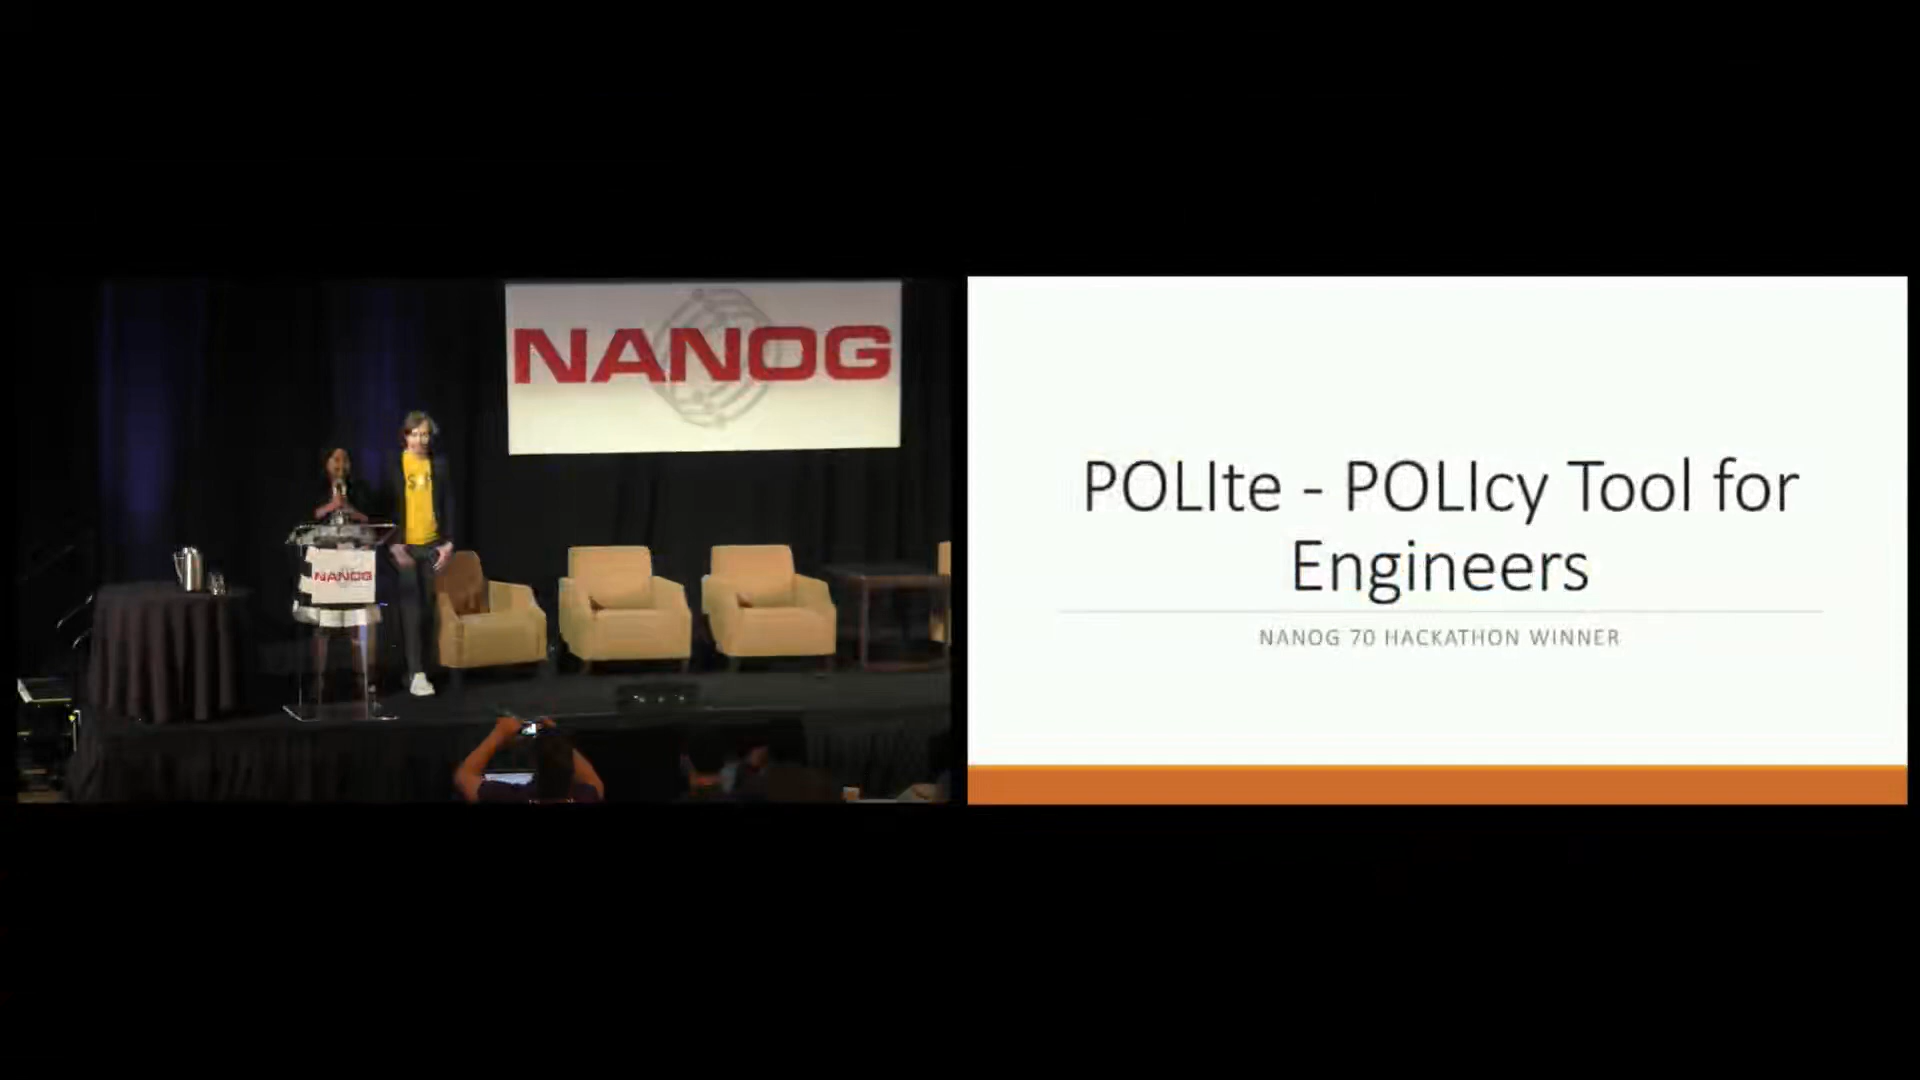 NANOG
NANOG
POLIte - POLIcy Tool for
Engineers
NANOG 70 HACKATHON WINNER